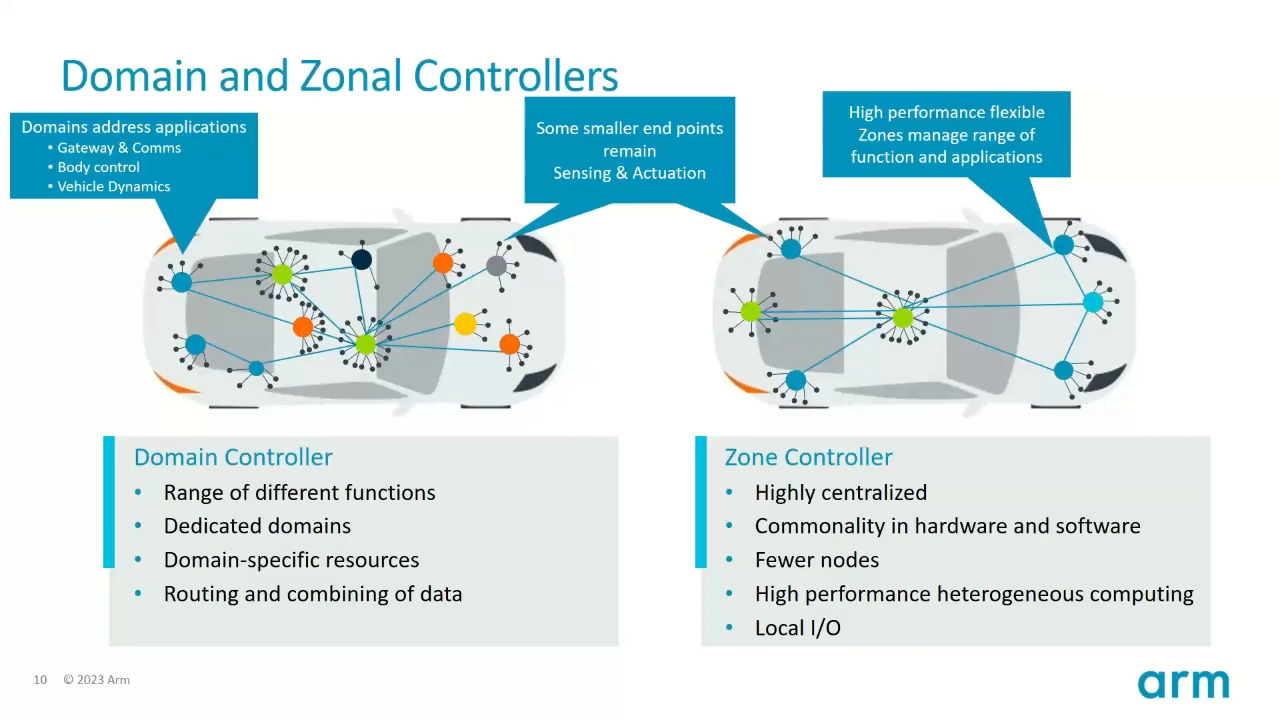 Domain and Zonal Controllers
Domains address applications
• Gateway & Comms
• Body control
• Vehicle Dynamics
Some smaller end points
remain
Sensing & Actuation
High performance flexible
Zones manage range of
function and applications
Domain Controller
• Range of different functions
• Dedicated domains
• Domain-specific resources
• Routing and combining of data
Zone Controller
• Highly centralized
• Commonality in hardware and software
• Fewer nodes
• High performance heterogeneous computing
• Local I/O
10 © 2023 Arm
arm